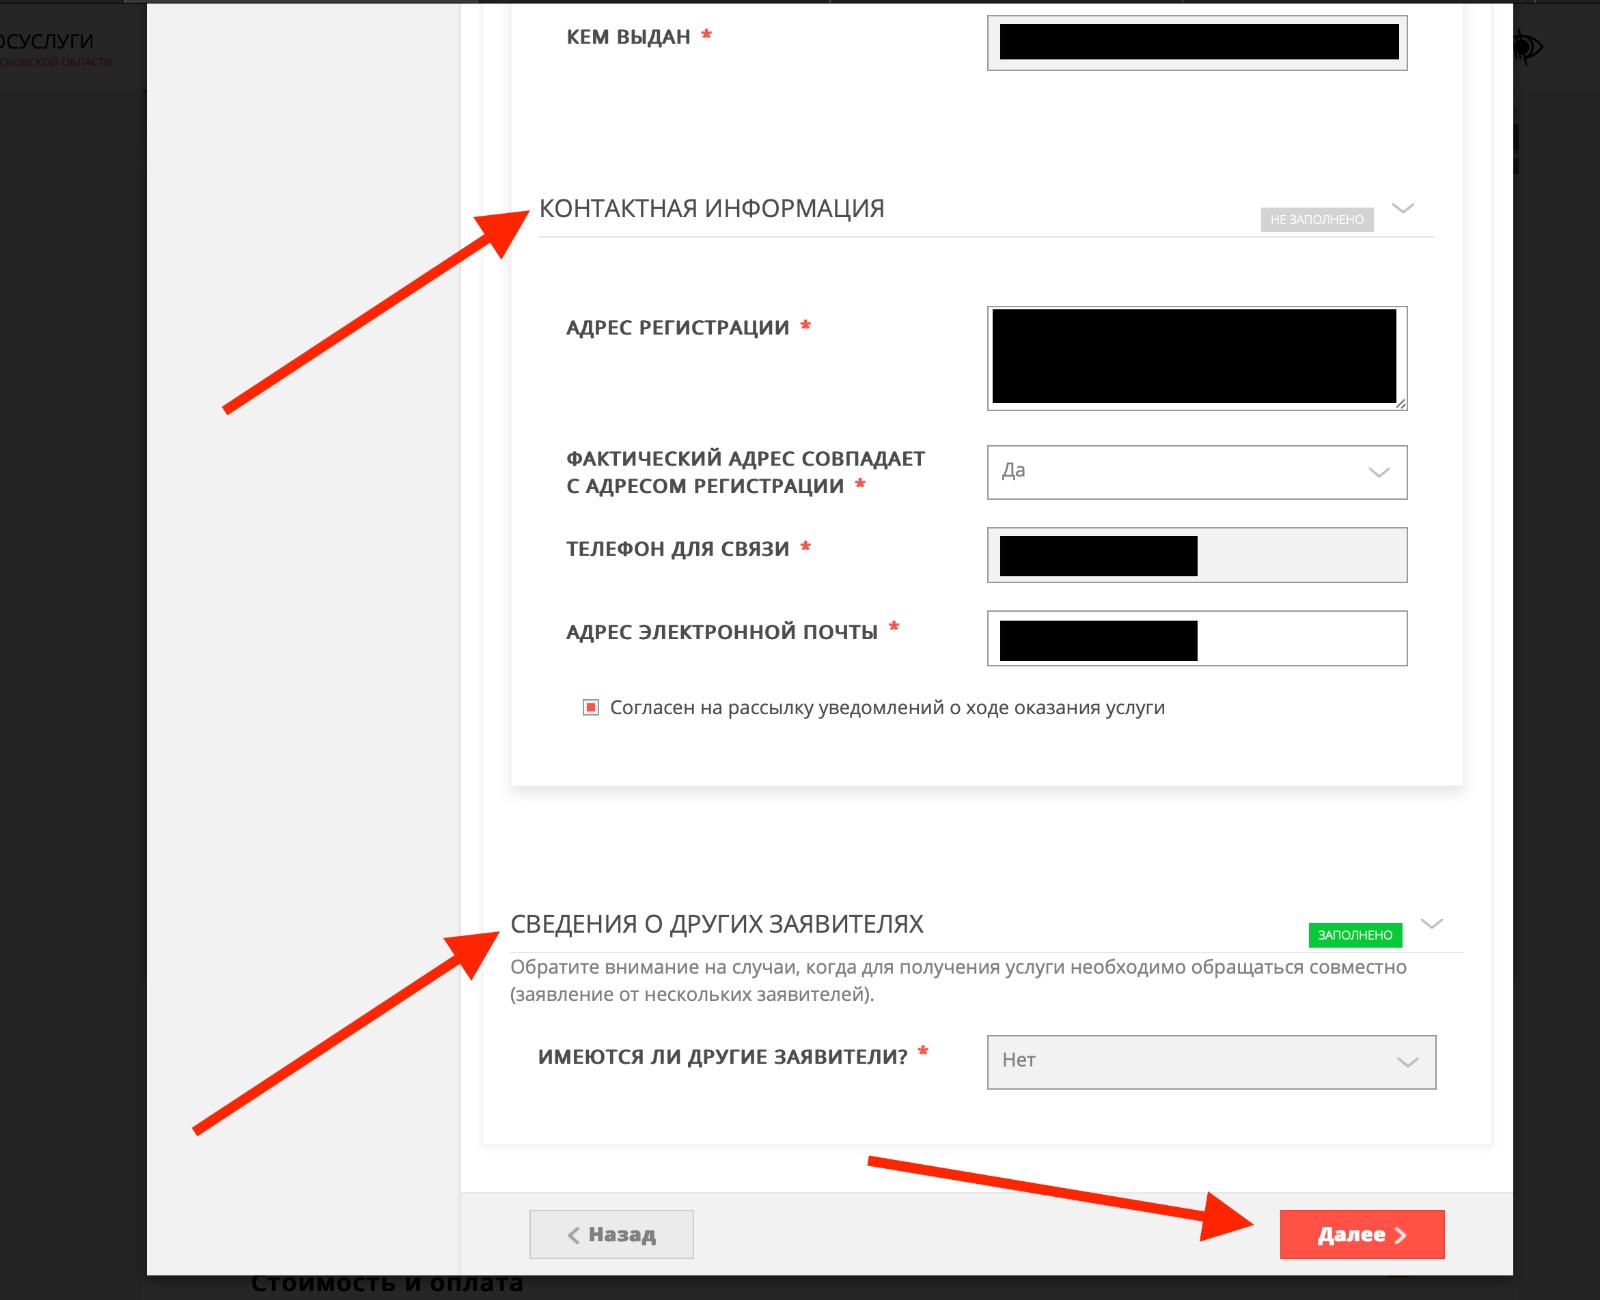 ОСУСЛУГИ
СКОВСКОЙ ОБЛАСТИ
КЕМ ВЫДАН *
КОНТАКТНАЯ ИНФОРМАЦИЯ
НЕ ЗАПОЛНЕНО
АДРЕС РЕГИСТРАЦИИ *
ФАКТИЧЕСКИЙ АДРЕС СОВПАДАЕТ
С АДРЕСОМ РЕГИСТРАЦИИ *
Да
ТЕЛЕФОН ДЛЯ СВЯЗИ *
АДРЕС ЭЛЕКТРОННОЙ ПОЧТЫ *
Согласен на рассылку уведомлений о ходе оказания услуги
СВЕДЕНИЯ О ДРУГИХ ЗАЯВИТЕЛЯХ
ЗАПОЛНЕНО
Обратите внимание на случаи, когда для получения услуги необходимо обращаться совместно
(заявление от нескольких заявителей).
ИМЕЮТСЯ ЛИ ДРУГИЕ ЗАЯВИТЕЛИ? *
Нет
Назад
Далее
Стоимость и оплата